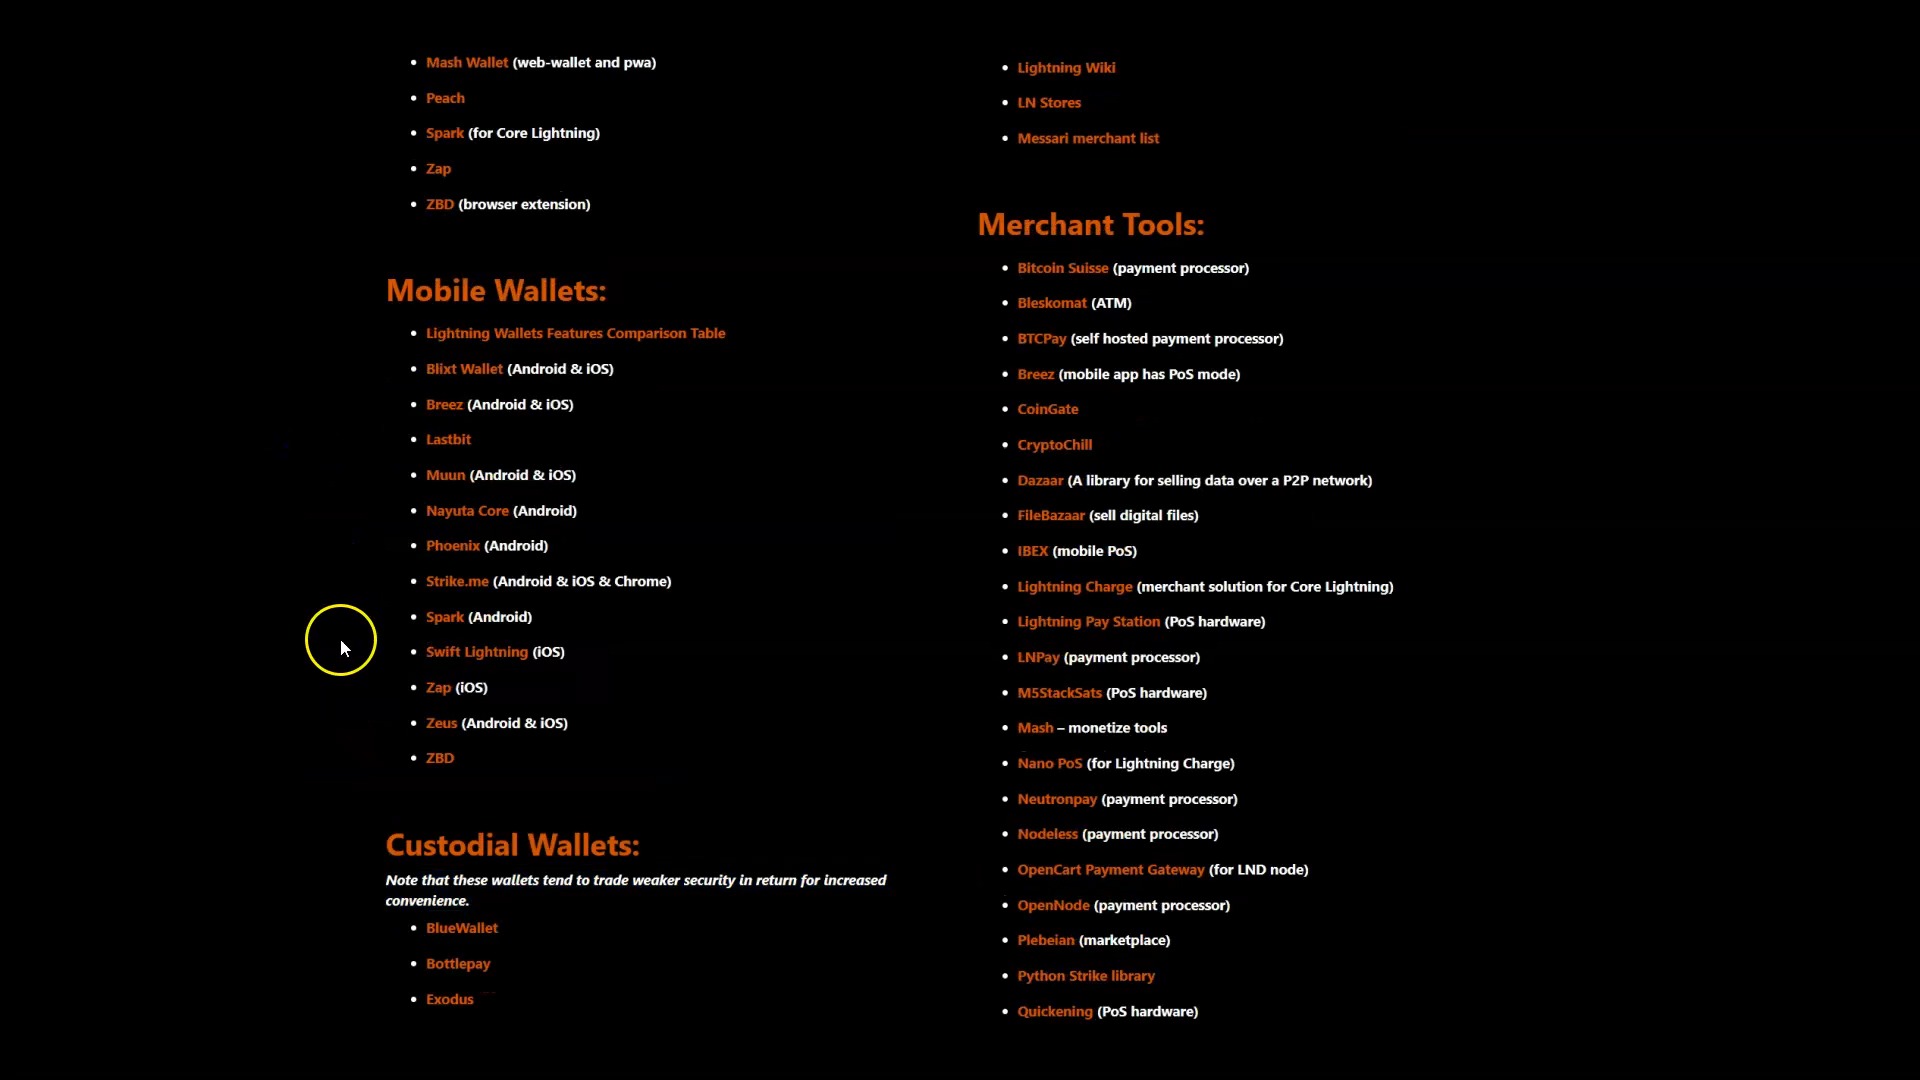 Mash Wallet (web-wallet and pwa)
Peach
Spark (for Core Lightning)
Zap
ZBD (browser extension)
Mobile Wallets:
Lightning Wallets Features Comparison Table
Blixt Wallet (Android & iOS)
Breez (Android & iOS)
Lastbit
Muun (Android & iOS)
Nayuta Core (Android)
Phoenix (Android)
Strike.me (Android & iOS & Chrome)
Spark (Android)
Swift Lightning (iOS)
Zap (iOS)
Zeus (Android & iOS)
ZBD
Custodial Wallets:
Note that these wallets tend to trade weaker security in return for increased
convenience.
BlueWallet
Bottlepay
Exodus
Lightning Wiki
LN Stores
Messari merchant list
Merchant Tools:
Bitcoin Suisse (payment processor)
Bleskomat (ATM)
BTCPay (self hosted payment processor)
Breez (mobile app has PoS mode)
CoinGate
CryptoChill
Dazaar (A library for selling data over a P2P network)
FileBazaar (sell digital files)
IBEX (mobile PoS)
Lightning Charge (merchant solution for Core Lightning)
Lightning Pay Station (PoS hardware)
LNPay (payment processor)
M5StackSats (PoS hardware)
Mash – monetize tools
Nano PoS (for Lightning Charge)
Neutronpay (payment processor)
Nodeless (payment processor)
OpenCart Payment Gateway (for LND node)
OpenNode (payment processor)
Plebeian (marketplace)
Python Strike library
Quickening (PoS hardware)